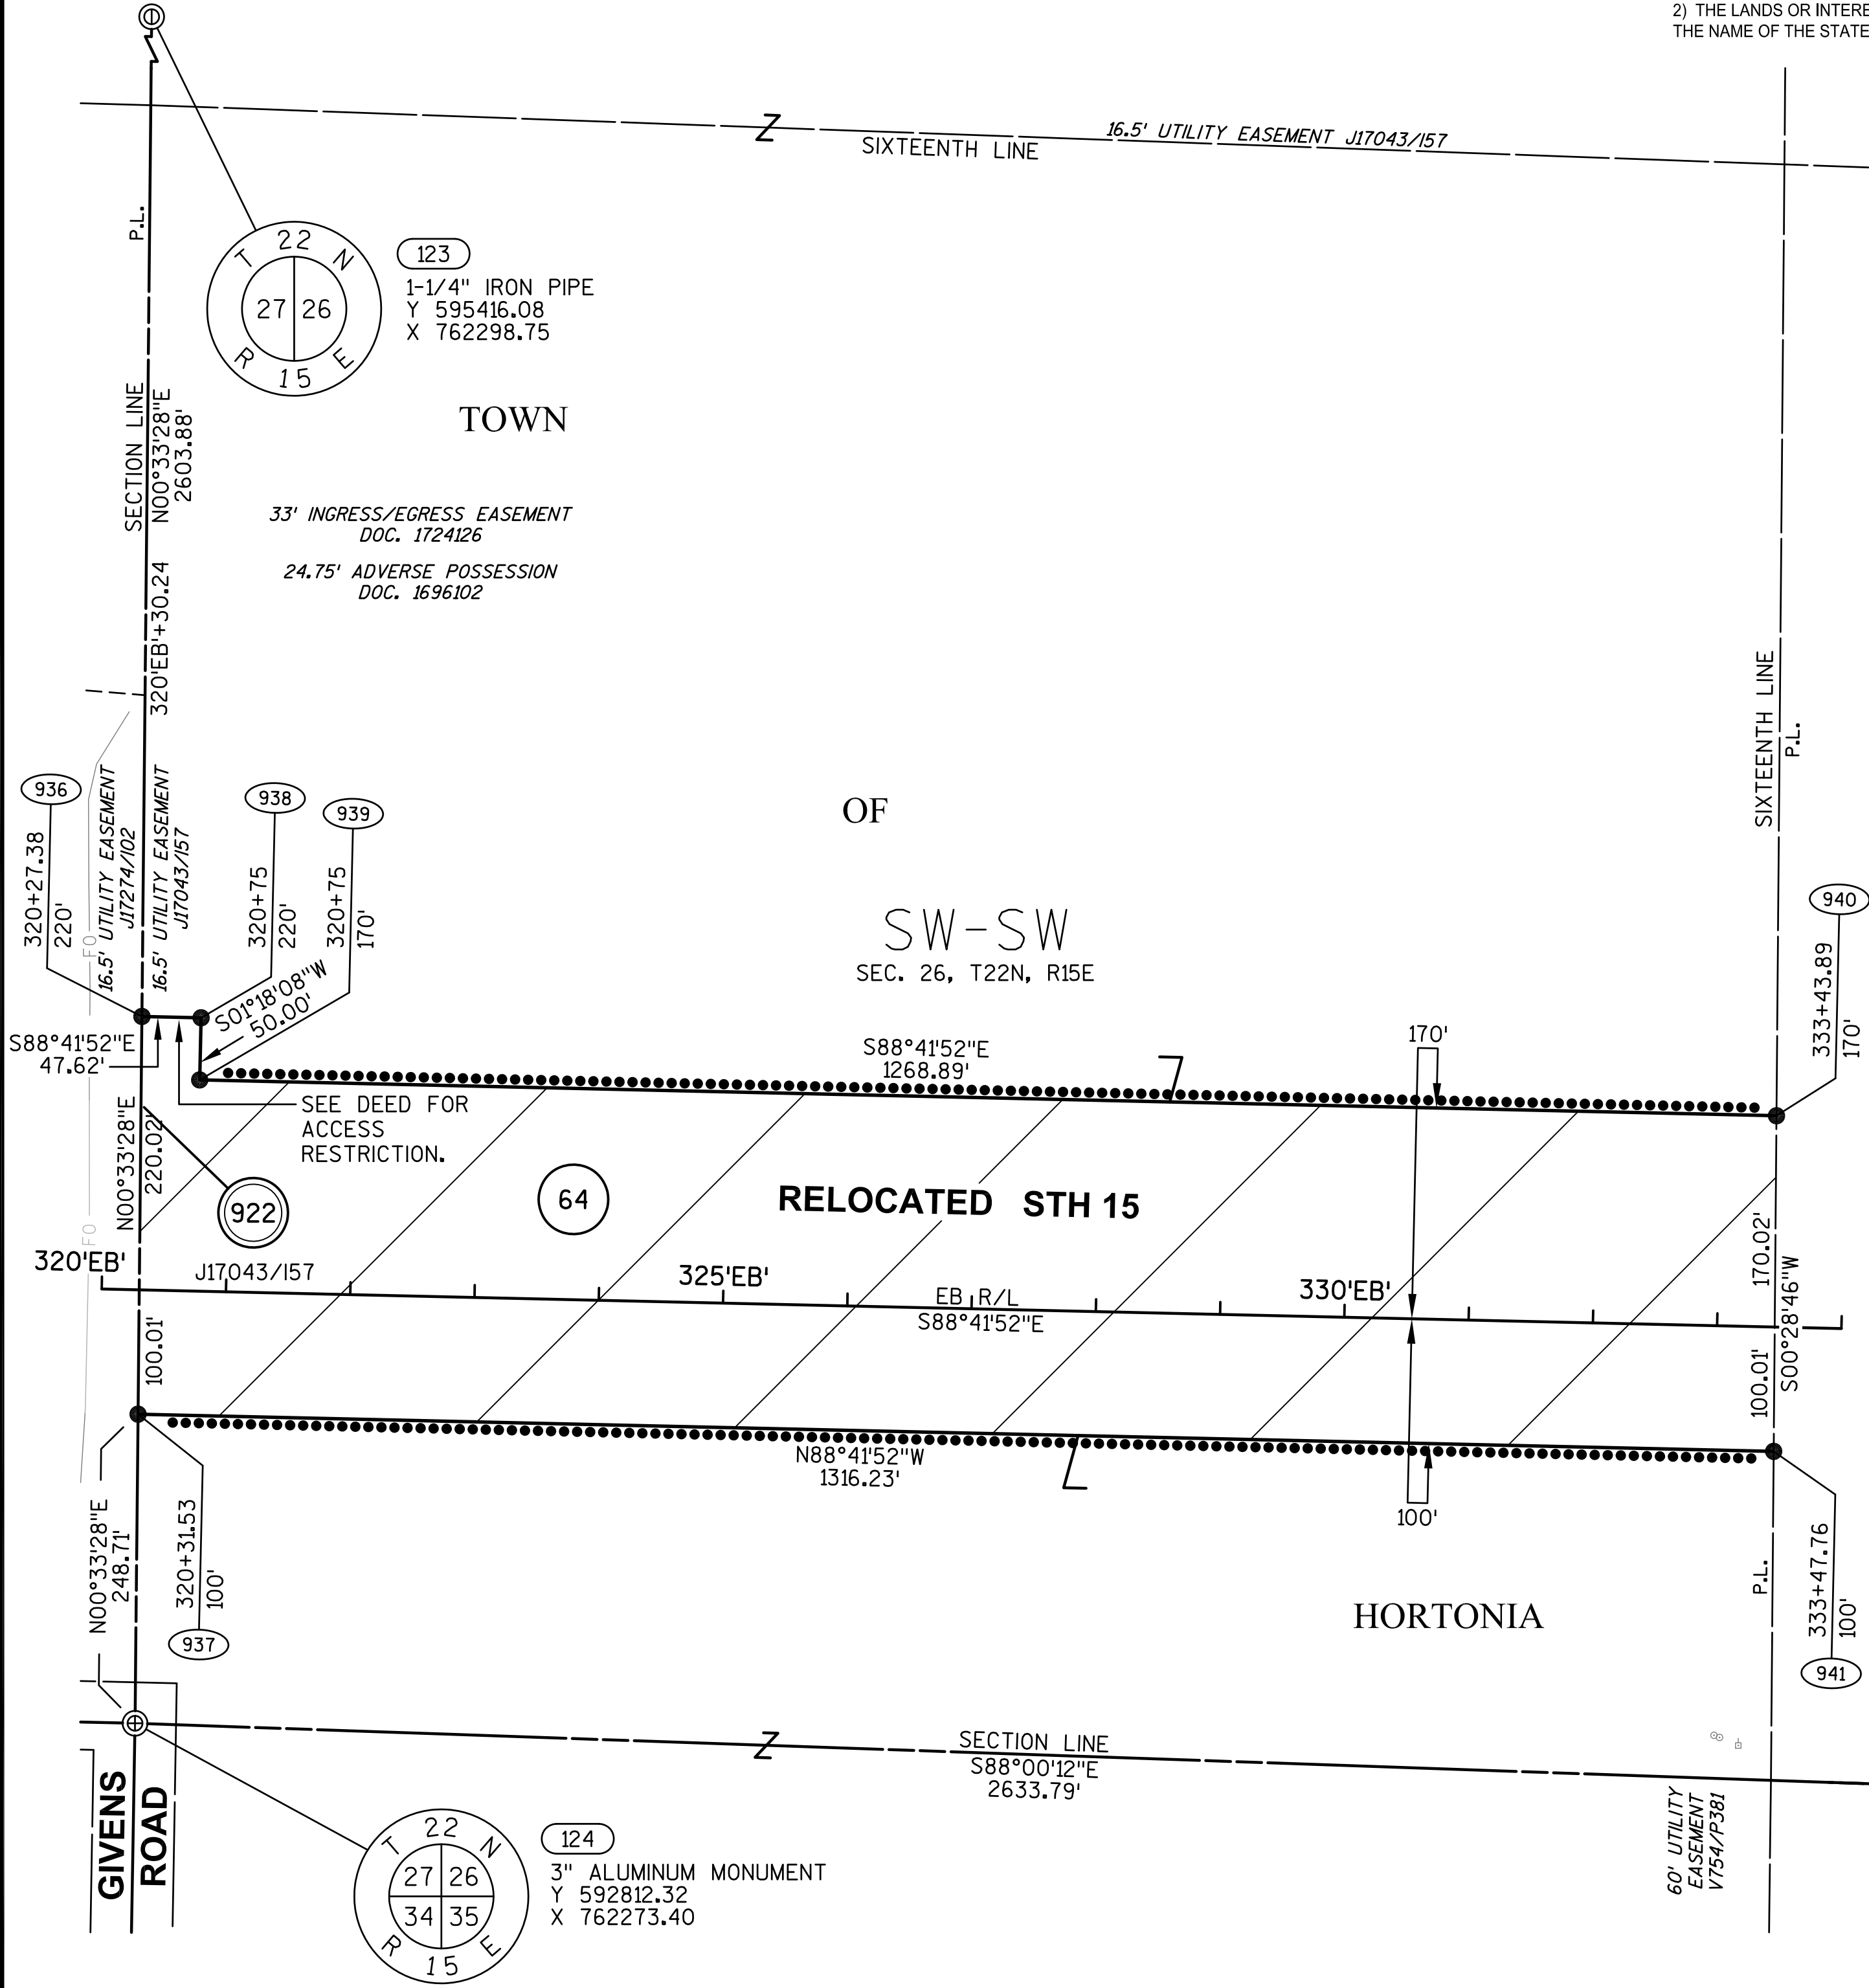 2) THE LANDS OR INTERE
THE NAME OF THE STATE
16.5' UTILITY EASEMENT J17043/157
SIXTEENTH LINE
P.L.
T 22 N
27 26
R 15 E
123
1-1/4" IRON PIPE
Y 595416.08
X 762298.75
TOWN
SECTION LINE
N00°33'28"E
2603.88'
33' INGRESS/EGRESS EASEMENT
DOC. 1724126
24.75' ADVERSE POSSESSION
DOC. 1696102
320'EB'+30.24
SIXTEENTH LINE
P.L.
936
320+27.38
220'
16.5' UTILITY EASEMENT
J17274/102
16.5' UTILITY EASEMENT
J17043/157
938
320+75
220'
939
320+75
170'
OF
SW-SW
SEC. 26, T22N, R15E
940
333+43.89
170'
FO
S01°18'08"W
50.00'
S88°41'52"E
47.62'
S88°41'52"E
1268.89'
170'
SEE DEED FOR
ACCESS
RESTRICTION.
N00°33'28"E
220.02'
922
64
RELOCATED STH 15
FO
320'EB'
J17043/157
325'EB'
EB R/L
S88°41'52"E
330'EB'
170.02'
S00°28'46"W
100.01'
100.01'
N88°41'52"W
1316.23'
100'
N00°33'28"E
248.71'
320+31.53
100'
937
HORTONIA
P.L.
333+47.76
100'
941
SECTION LINE
S88°00'12"E
2633.79'
GIVENS
ROAD
T 22 N
27 26
34 35
R 15 E
124
3" ALUMINUM MONUMENT
Y 592812.32
X 762273.40
60' UTILITY
EASEMENT
V754/P381